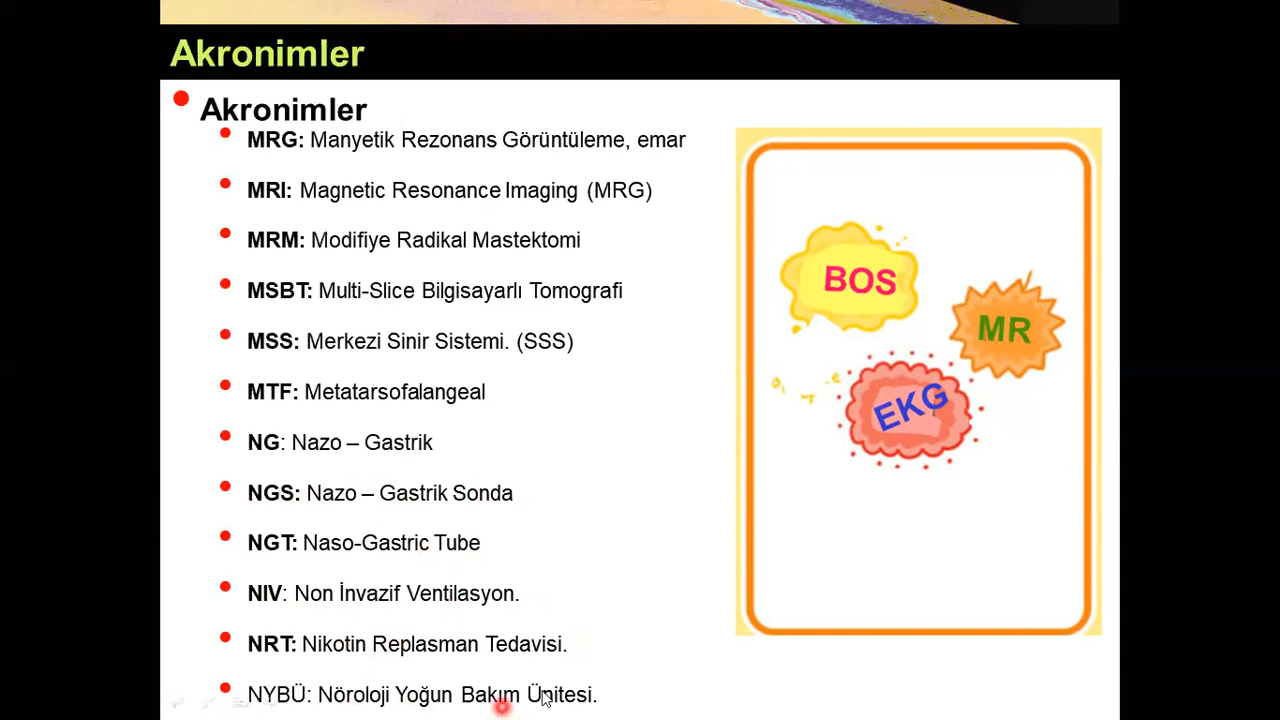 Akronimler
Akronimler
MRG: Manyetik Rezonans Görüntüleme, emar
MRI: Magnetic Resonance Imaging (MRG)
MRM: Modifiye Radikal Mastektomi
MSBT: Multi-Slice Bilgisayarlı Tomografi
MSS: Merkezi Sinir Sistemi. (SSS)
MTF: Metatarsofalangeal
NG: Nazo – Gastrik
NGS: Nazo – Gastrik Sonda
NGT: Naso-Gastric Tube
NIV: Non İnvazif Ventilasyon.
NRT: Nikotin Replasman Tedavisi.
NYBÜ: Nöroloji Yoğun Bakım Ünitesi.
BOS
MR
EKG